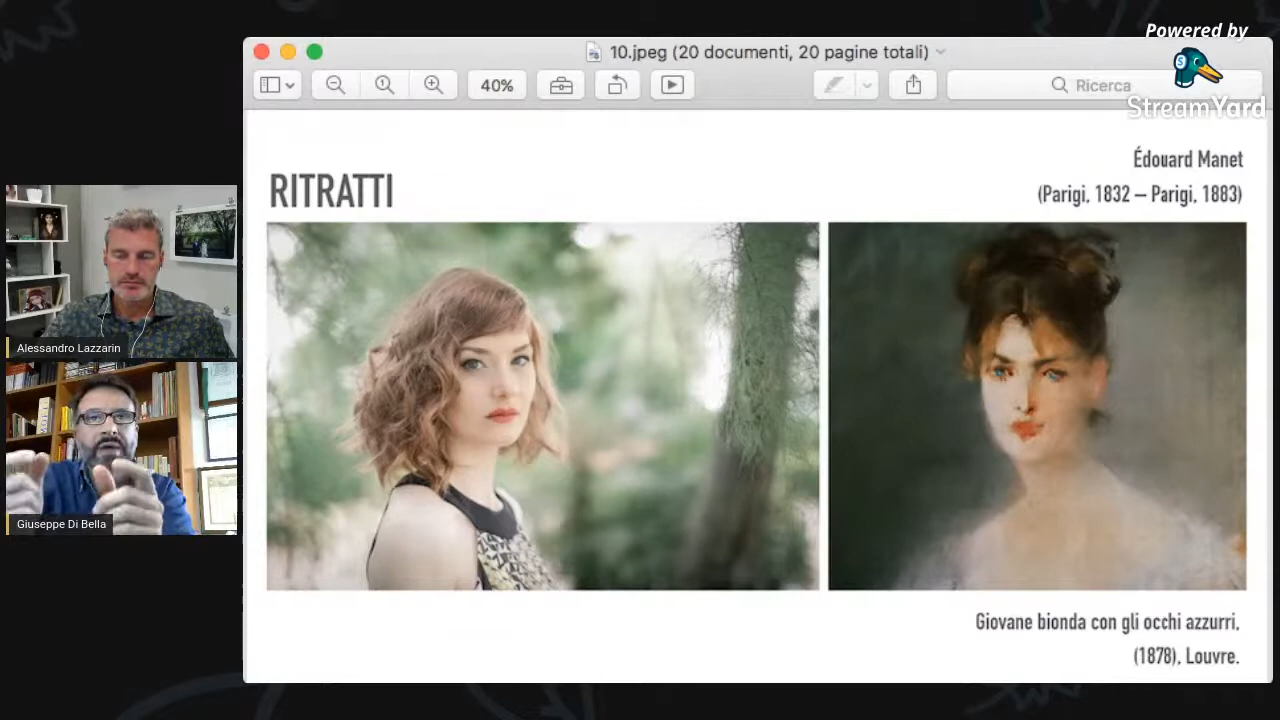 Powered by
StreamYard
10.jpeg (20 documenti, 20 pagine totali)
40%
Ricerca
RITRATTI
Édouard Manet
(Parigi, 1832 – Parigi, 1883)
Alessandro Lazzarin
Giuseppe Di Bella
Giovane bionda con gli occhi azzurri,
(1878), Louvre.